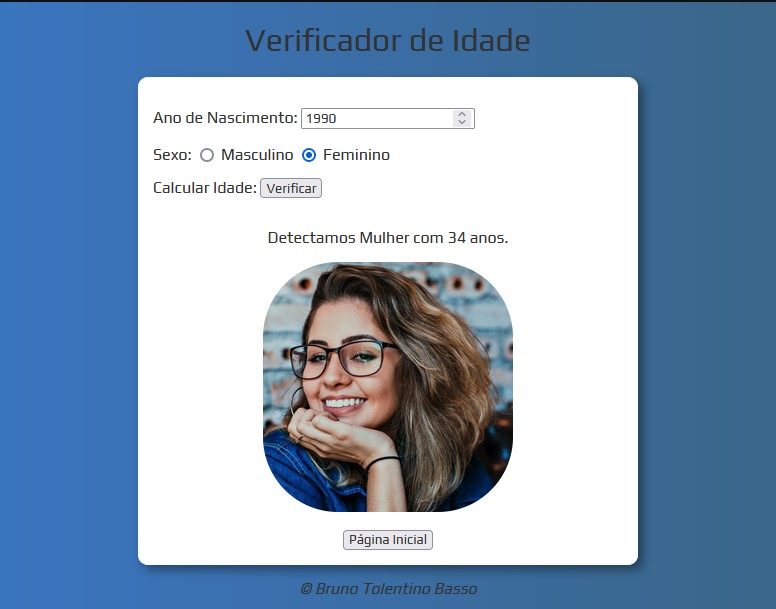 Verificador de Idade
Ano de Nascimento: 1990
Sexo: Masculino Feminino
Calcular Idade: Verificar
Detectamos Mulher com 34 anos.
Página Inicial
© Bruno Tolentino Basso